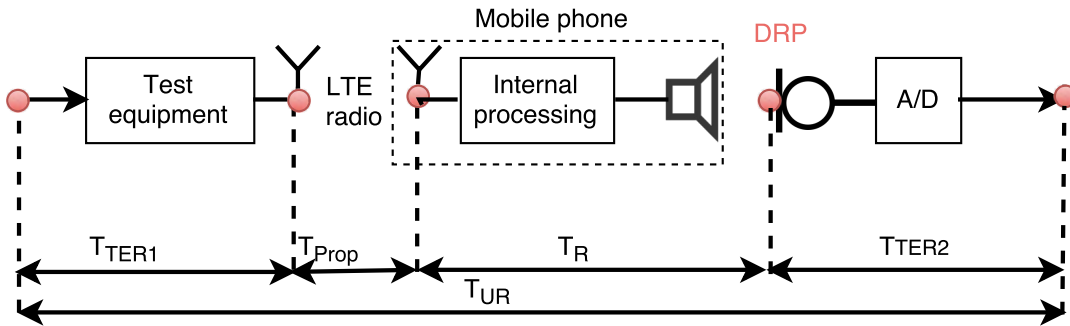 Mobile phone
DRP
Test
equipment
LTE
radio
Internal
processing
A/D
TTER1
TProp
TR
TTER2
TUR